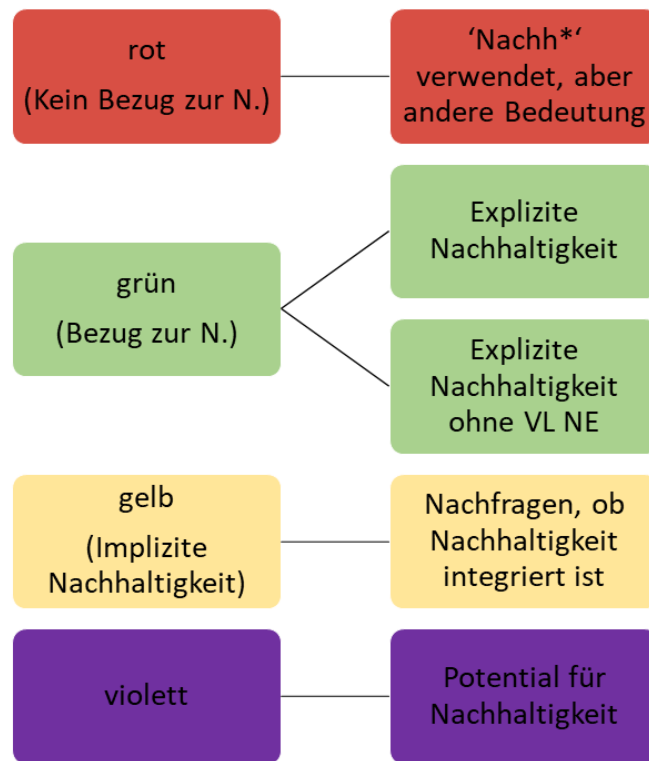 rot
(Kein Bezug zur N.)
‘Nachh*‘
verwendet, aber
andere Bedeutung
grün
(Bezug zur N.)
Explizite
Nachhaltigkeit
Explizite
Nachhaltigkeit
ohne VL NE
gelb
(Implizite
Nachhaltigkeit)
Nachfragen, ob
Nachhaltigkeit
integriert ist
violett
Potential für
Nachhaltigkeit